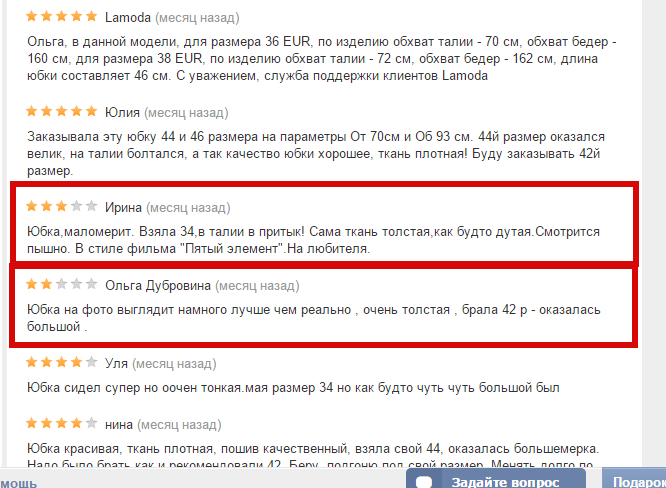 Lamoda (месяц назад)
Ольга, в данной модели, для размера 36 EUR, по изделию обхват талии - 70 см, обхват бедер -
160 см, для размера 38 EUR, по изделию обхват талии - 72 см, обхват бедер - 162 см, длина
юбки составляет 46 см. С уважением, служба поддержки клиентов Lamoda
Юлия (месяц назад)
Заказывала эту юбку 44 и 46 размера на параметры От 70см и Об 93 см. 44й размер оказался
велик, на талии болтался, а так качество юбки хорошее, ткань плотная! Буду заказывать 42й
размер.
Ирина (месяц назад)
Юбка,маломерит. Взяла 34,в талии в притык! Сама ткань толстая,как будто дутая.Смотрится
пышно. В стиле фильма "Пятый элемент".На любителя.
Ольга Дубровина (месяц назад)
Юбка на фото выглядит намного лучше чем реально , очень толстая , брала 42 р - оказалась
большой .
Уля (месяц назад)
Юбка сидел супер но оочен тонкая.мая размер 34 но как будто чуть чуть большой был
нина (месяц назад)
Юбка красивая, ткань плотная, пошив качественный, взяла свой 44, оказалась большемерка.
Надо было брать как и рекомендовали 42. Беру, подгоню под свой размер. Менять долго по
мощь
Задайте вопрос
Подарок